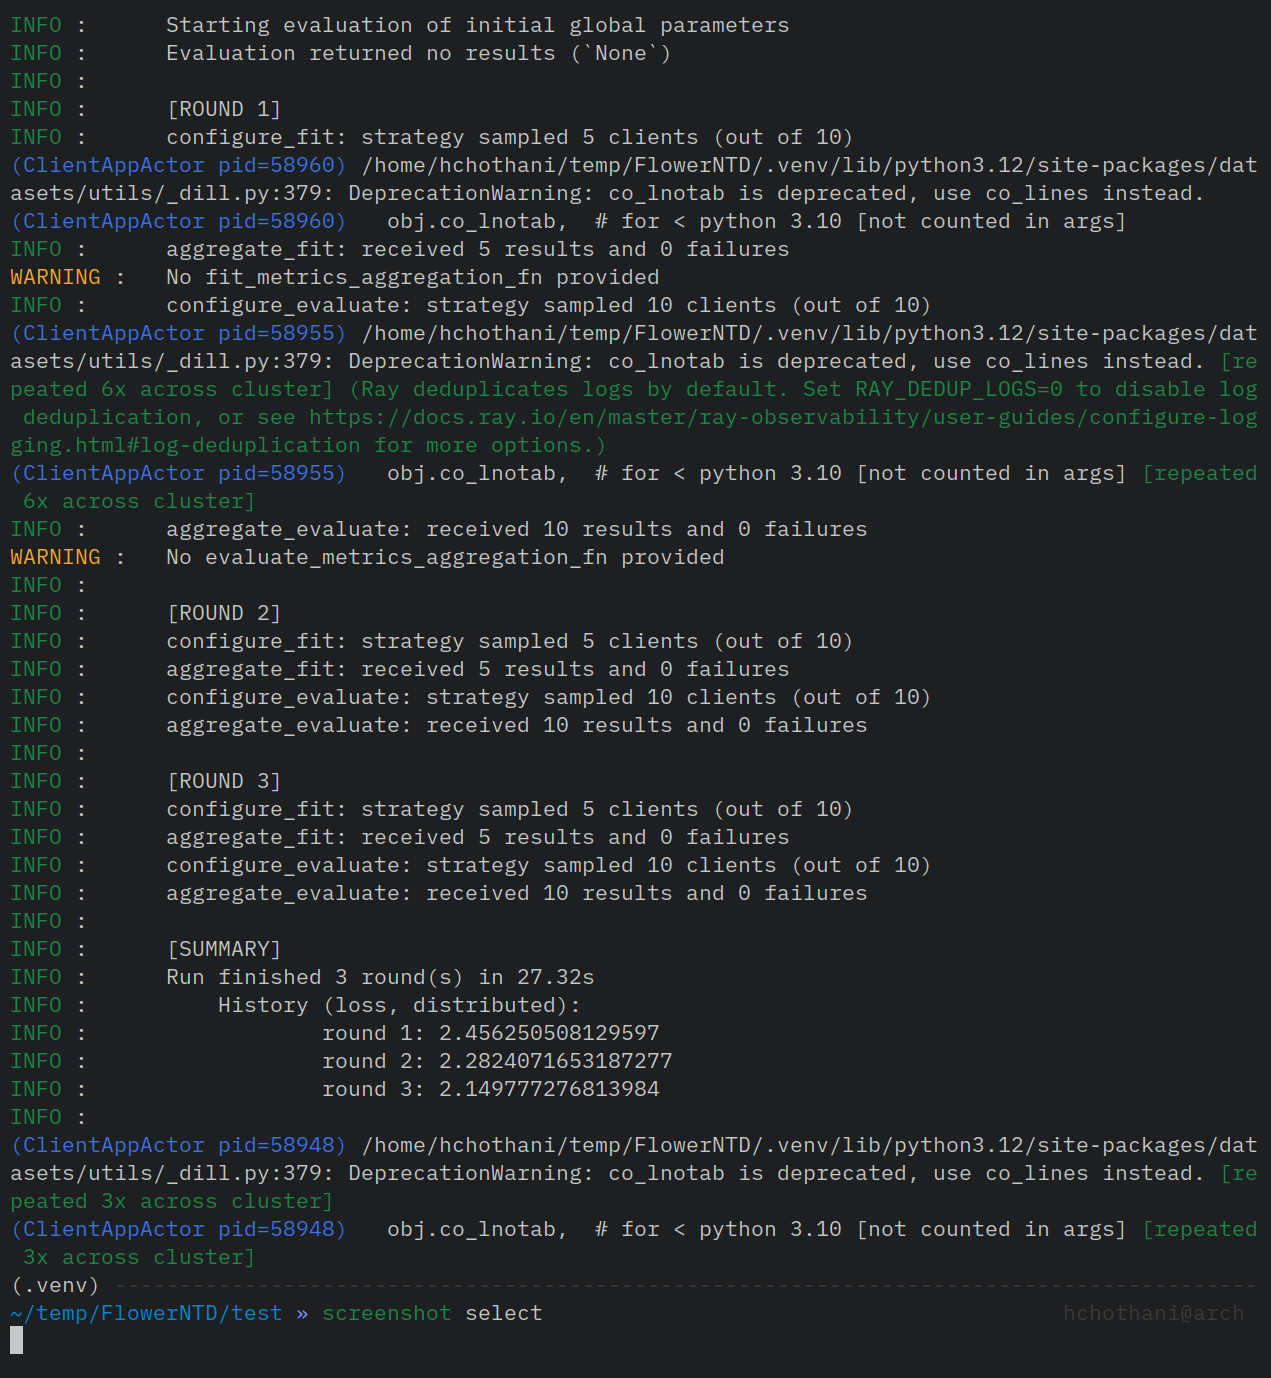 INFO :      Starting evaluation of initial global parameters
INFO :      Evaluation returned no results (`None`)
INFO :
INFO :      [ROUND 1]
INFO :      configure_fit: strategy sampled 5 clients (out of 10)
(ClientAppActor pid=58960) /home/hchothani/temp/FlowerNTD/.venv/lib/python3.12/site-packages/dat
asets/utils/_dill.py:379: DeprecationWarning: co_lnotab is deprecated, use co_lines instead.
(ClientAppActor pid=58960)   obj.co_lnotab,  # for < python 3.10 [not counted in args]
INFO :      aggregate_fit: received 5 results and 0 failures
WARNING :   No fit_metrics_aggregation_fn provided
INFO :      configure_evaluate: strategy sampled 10 clients (out of 10)
(ClientAppActor pid=58955) /home/hchothani/temp/FlowerNTD/.venv/lib/python3.12/site-packages/dat
asets/utils/_dill.py:379: DeprecationWarning: co_lnotab is deprecated, use co_lines instead. [re
peated 6x across cluster] (Ray deduplicates logs by default. Set RAY_DEDUP_LOGS=0 to disable log
 deduplication, or see https://docs.ray.io/en/master/ray-observability/user-guides/configure-log
ging.html#log-deduplication for more options.)
(ClientAppActor pid=58955)   obj.co_lnotab,  # for < python 3.10 [not counted in args] [repeated
 6x across cluster]
INFO :      aggregate_evaluate: received 10 results and 0 failures
WARNING :   No evaluate_metrics_aggregation_fn provided
INFO :
INFO :      [ROUND 2]
INFO :      configure_fit: strategy sampled 5 clients (out of 10)
INFO :      aggregate_fit: received 5 results and 0 failures
INFO :      configure_evaluate: strategy sampled 10 clients (out of 10)
INFO :      aggregate_evaluate: received 10 results and 0 failures
INFO :
INFO :      [ROUND 3]
INFO :      configure_fit: strategy sampled 5 clients (out of 10)
INFO :      aggregate_fit: received 5 results and 0 failures
INFO :      configure_evaluate: strategy sampled 10 clients (out of 10)
INFO :      aggregate_evaluate: received 10 results and 0 failures
INFO :
INFO :      [SUMMARY]
INFO :      Run finished 3 round(s) in 27.32s
INFO :          History (loss, distributed):
INFO :                  round 1: 2.456250508129597
INFO :                  round 2: 2.2824071653187277
INFO :                  round 3: 2.149777276813984
INFO :
(ClientAppActor pid=58948) /home/hchothani/temp/FlowerNTD/.venv/lib/python3.12/site-packages/dat
asets/utils/_dill.py:379: DeprecationWarning: co_lnotab is deprecated, use co_lines instead. [re
peated 3x across cluster]
(ClientAppActor pid=58948)   obj.co_lnotab,  # for < python 3.10 [not counted in args] [repeated
 3x across cluster]
(.venv) ----------------------------------------------------------------------------------------
~/temp/FlowerNTD/test » screenshot select                                        hchothani@arch